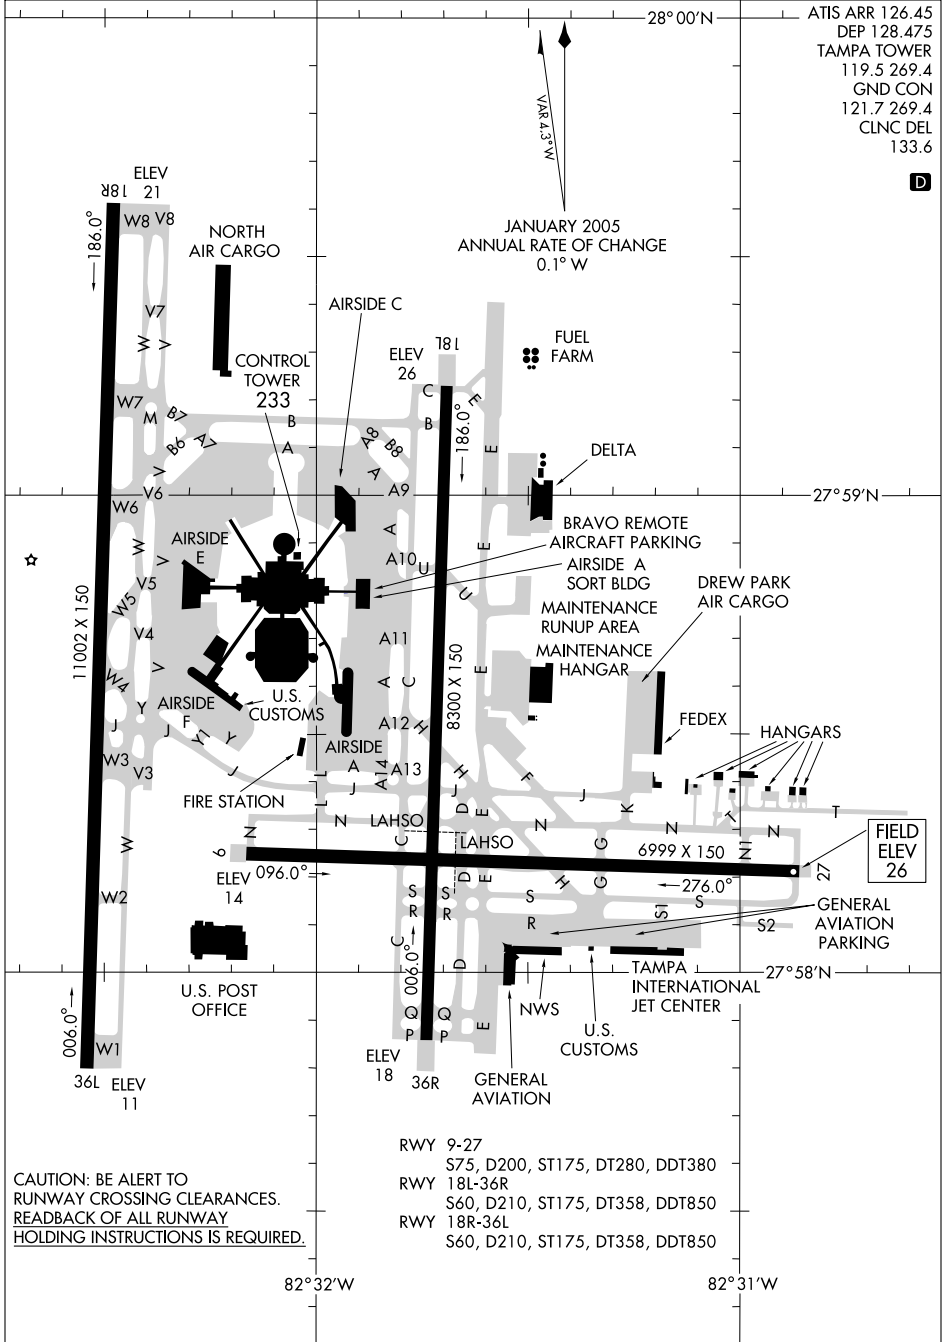 28°00'N
ATIS ARR 126.45
DEP 128.475
TAMPA TOWER
119.5 269.4
GND CON
121.7 269.4
CLNC DEL
133.6
D
VAR 4.3°W
JANUARY 2005
ANNUAL RATE OF CHANGE
0.1° W
18R
ELEV
21
186.0°
W8
V8
NORTH
AIR CARGO
AIRSIDE C
V7
W
V
CONTROL
TOWER
233
ELEV
26
18L
FUEL
FARM
W7
M
B7
B6
A7
B
A
A8
B8
A
C
B
E
186.0°
E
DELTA
V
V6
W6
A9
27°59'N
W
V
AIRSIDE
E
A
A10
U
U
E
BRAVO REMOTE
AIRCRAFT PARKING
AIRSIDE A
SORT BLDG
DREW PARK
AIR CARGO
V5
W5
11002 X 150
V4
V
W4
A11
A
C
8300 X 150
E
MAINTENANCE
RUNUP AREA
MAINTENANCE
HANGAR
Y
J
J
AIRSIDE
F
Y1
Y
U.S.
CUSTOMS
A12
H
FEDEX
HANGARS
W3
V3
J
FIRE STATION
AIRSIDE
A
L
L
J
A14
A13
H
J
F
J
K
D
E
W
N
N
LAHSO
C
LAHSO
N
G
G
N
T
N1
N
T
6999 X 150
FIELD
ELEV
26
9
ELEV
14
096.0°
D
E
H
276.0°
27
W2
S
R
S
R
S
R
S1
S
S2
GENERAL
AVIATION
PARKING
C
006.0°
D
U.S. POST
OFFICE
NWS
U.S.
CUSTOMS
TAMPA
INTERNATIONAL
JET CENTER
27°58'N
006.0°
W1
Q
P
Q
P
E
36L
ELEV
11
ELEV
18
36R
GENERAL
AVIATION
RWY 9-27
S75, D200, ST175, DT280, DDT380
RWY 18L-36R
S60, D210, ST175, DT358, DDT850
RWY 18R-36L
S60, D210, ST175, DT358, DDT850
CAUTION: BE ALERT TO
RUNWAY CROSSING CLEARANCES.
READBACK OF ALL RUNWAY
HOLDING INSTRUCTIONS IS REQUIRED.
82°32'W
82°31'W